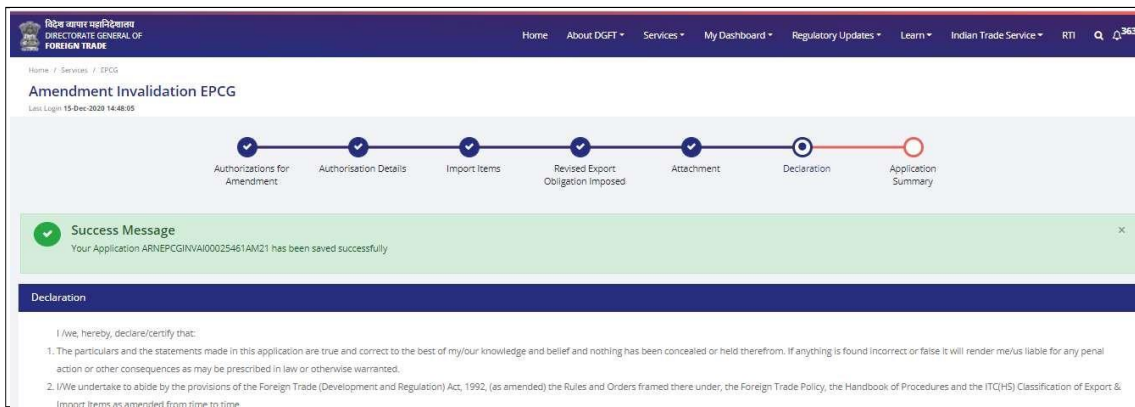 विदेश व्यापार महानिदेशालय
DIRECTORATE GENERAL OF
FOREIGN TRADE
Home About DGFT Services My Dashboard Regulatory Updates Learn Indian Trade Service RTI 363
Home / Services / EPCG
Amendment Invalidation EPCG
Last Login 15-Dec-2020 14:48:05
Authorizations for Amendment
Authorisation Details
Import Items
Revised Export Obligation Imposed
Attachment
Declaration
Application Summary
Success Message
×
Your Application ARNEPCGINVAI00025461AM21 has been saved successfully
Declaration
I /we, hereby, declare/certify that:
1. The particulars and the statements made in this application are true and correct to the best of my/our knowledge and belief and nothing has been concealed or held therefrom. If anything is found incorrect or false it will render me/us liable for any penal
action or other consequences as may be prescribed in law or otherwise warranted.
2. I/We undertake to abide by the provisions of the Foreign Trade (Development and Regulation) Act, 1992, (as amended) the Rules and Orders framed there under, the Foreign Trade Policy, the Handbook of Procedures and the ITC(HS) Classification of Export &
Import Items as amended from time to time